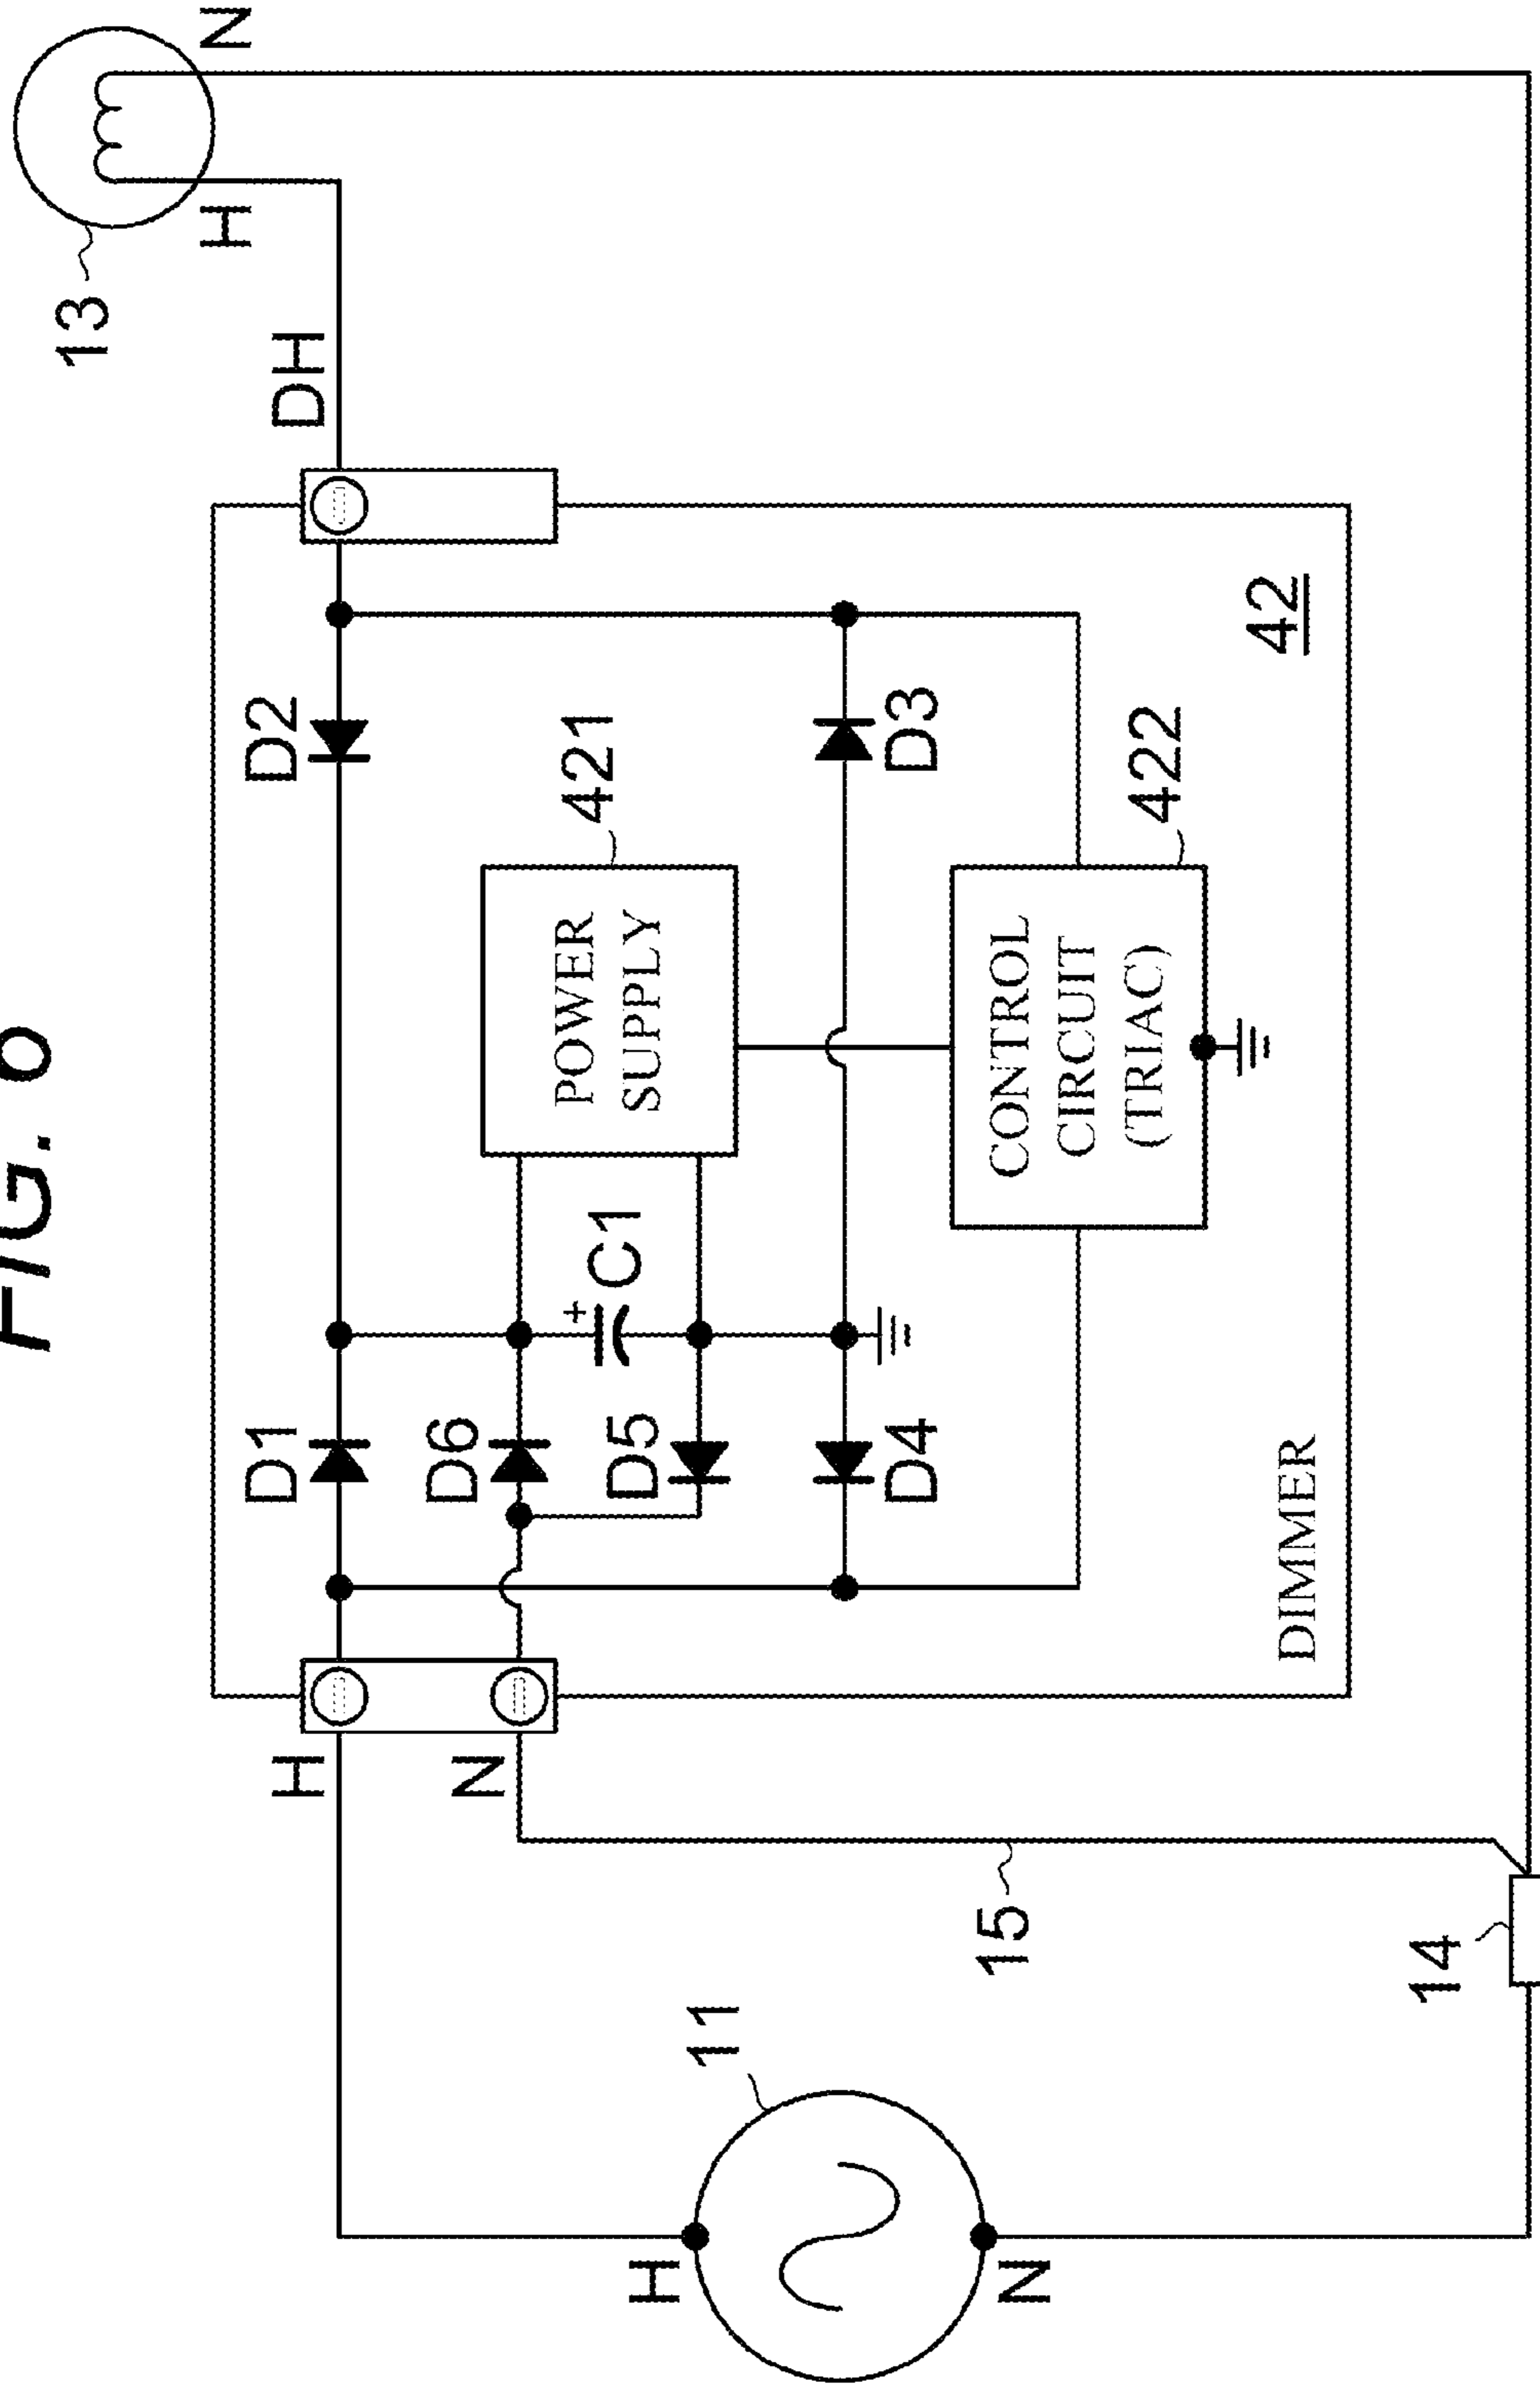 FIG.
13
H
N
D1
D2
H
DH
D6
N
421
POWER
SUPPLY
+
C1
D5
H
11
D4
D3
15
N
CONTROL
CIRCUIT
(TRIAC)
422
42
DIMMER
14